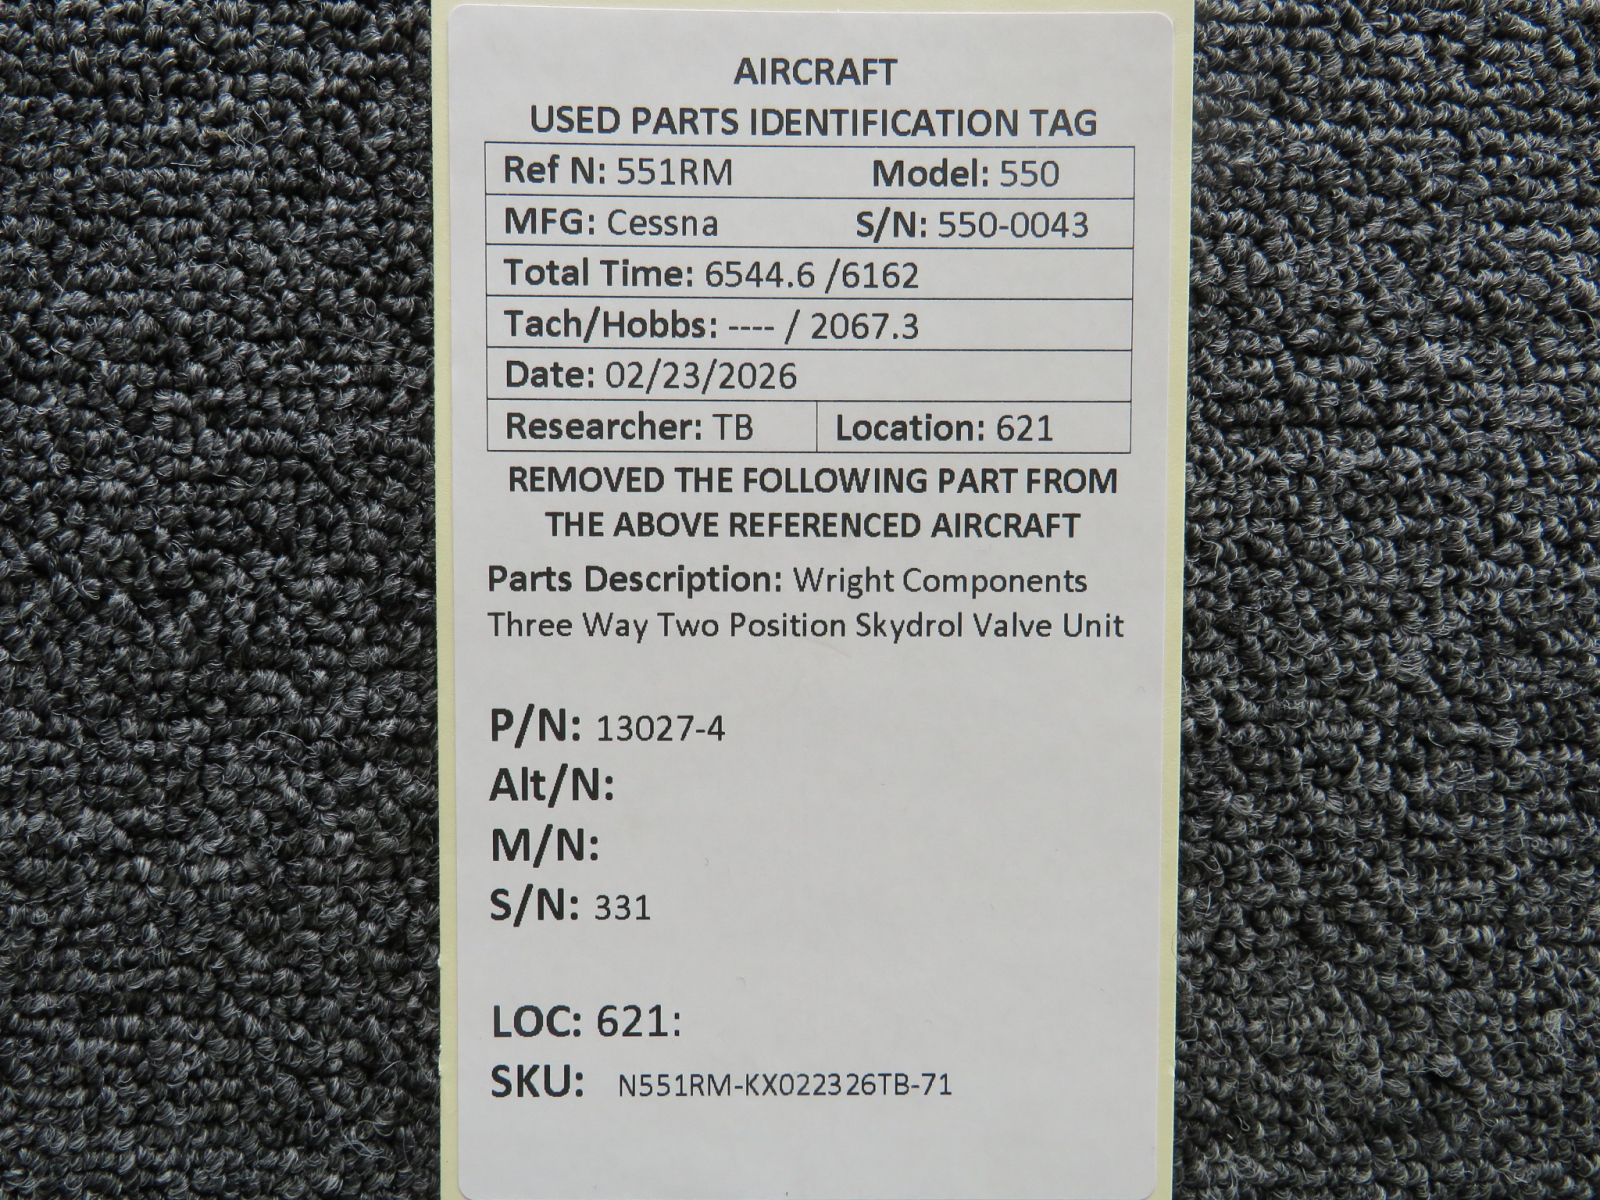 AIRCRAFT
USED PARTS IDENTIFICATION TAG
Ref N: 551RM Model: 550
MFG: Cessna S/N: 550-0043
Total Time: 6544.6 /6162
Tach/Hobbs: ---- / 2067.3
Date: 02/23/2026
Researcher: TB Location: 621
REMOVED THE FOLLOWING PART FROM
THE ABOVE REFERENCED AIRCRAFT
Parts Description: Wright Components
Three Way Two Position Skydrol Valve Unit
P/N: 13027-4
Alt/N:
M/N:
S/N: 331
LOC: 621:
SKU: N551RM-KX022326TB-71